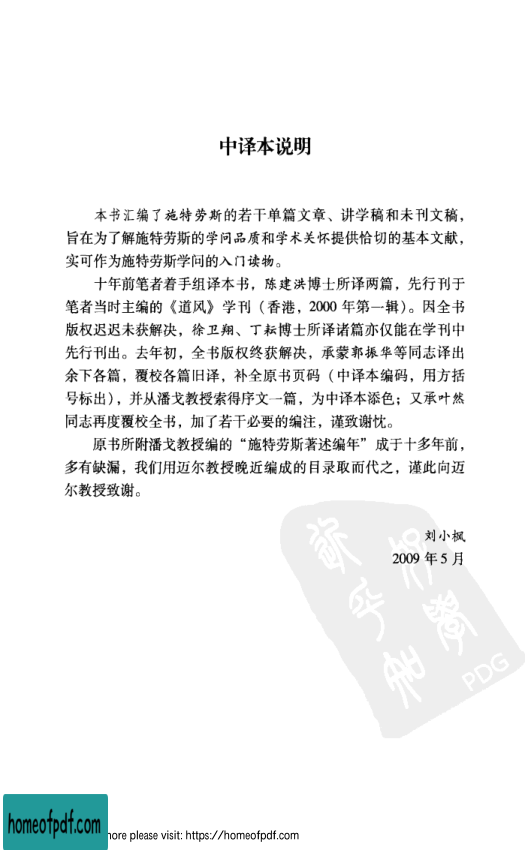 中译本说明
本书汇编了施特劳斯的若干单篇文章、讲学稿和未刊文稿，
旨在为了解施特劳斯的学问品质和学术关怀提供恰切的基本文献，
实可作为施特劳斯学问的入门读物。
十年前笔者着手组译本书，陈建洪博士所译两篇，先行刊于
笔者当时主编的《道风》学刊（香港，2000 年第一辑）。因全书
版权迟迟未获解决，徐卫翔、丁耘博士所译诸篇亦仅能在学刊中
先行刊出。去年初，全书版权终获解决，承蒙郭振华等同志译出
余下各篇，覆校各篇旧译，补全原书页码（中译本编码，用方括
号标出），并从潘戈教授索得序文一篇，为中译本添色；又承叶然
同志再度覆校全书，加了若干必要的编注，谨致谢忱。
原书所附潘戈教授编的“施特劳斯著述编年”成于十多年前，
多有缺漏，我们用迈尔教授晚近编成的目录取而代之，谨此向迈
尔教授致谢。
刘小枫
2009 年 5 月
PDG
homeofpdf.com
more please visit: https://homeofpdf.com